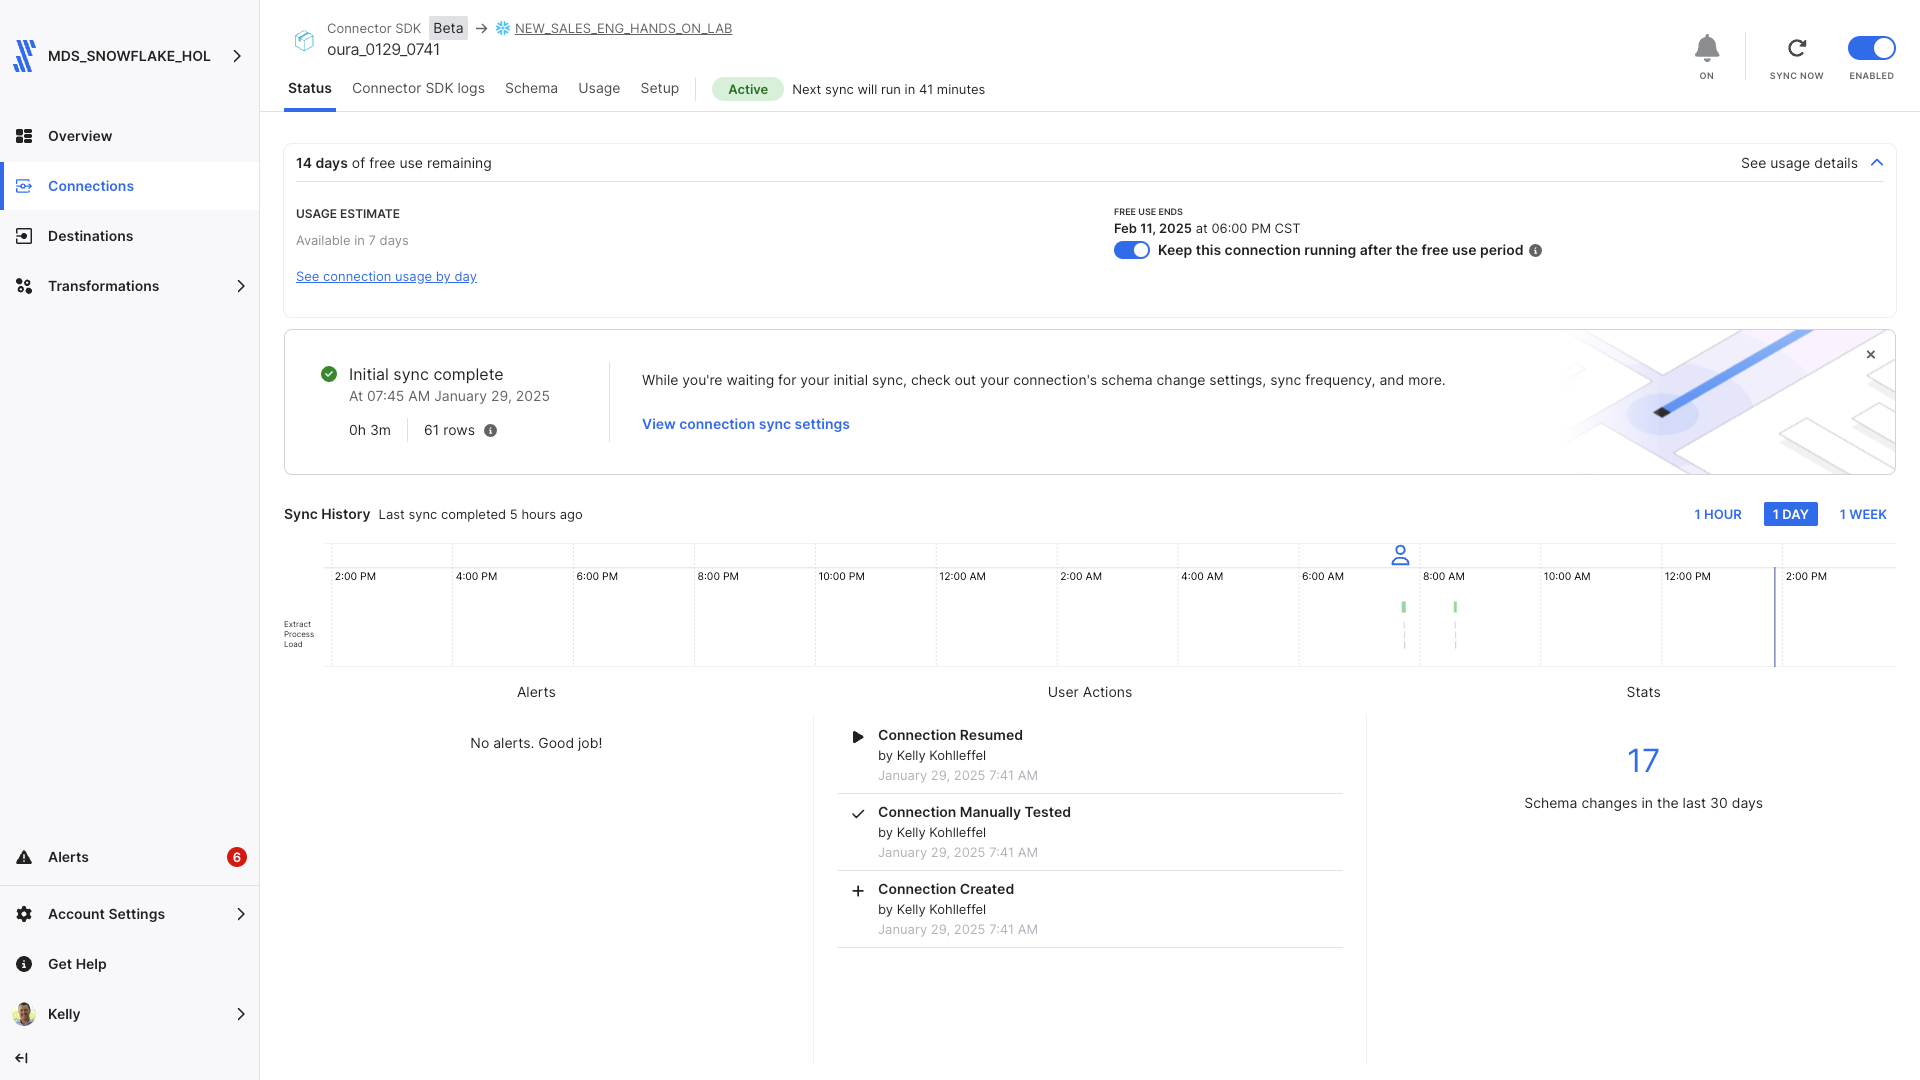 MDS_SNOWFLAKE_HOL
Overview
Connections
Destinations
Transformations
Alerts
6
Account Settings
Get Help
Kelly
Connector SDK Beta → NEW_SALES_ENG_HANDS_ON_LAB
oura_0129_0741
ON
SYNC NOW
ENABLED
Status
Connector SDK logs
Schema
Usage
Setup
Active
Next sync will run in 41 minutes
14 days of free use remaining
See usage details
USAGE ESTIMATE
Available in 7 days
See connection usage by day
FREE USE ENDS
Feb 11, 2025 at 06:00 PM CST
Keep this connection running after the free use period
Initial sync complete
At 07:45 AM January 29, 2025
0h 3m
61 rows
While you're waiting for your initial sync, check out your connection's schema change settings, sync frequency, and more.
View connection sync settings
Sync History Last sync completed 5 hours ago
1 HOUR
1 DAY
1 WEEK
2:00 PM
4:00 PM
6:00 PM
8:00 PM
10:00 PM
12:00 AM
2:00 AM
4:00 AM
6:00 AM
8:00 AM
10:00 AM
12:00 PM
2:00 PM
Extract
Process
Load
Alerts
No alerts. Good job!
User Actions
Connection Resumed
by Kelly Kohlleffel
January 29, 2025 7:41 AM
Connection Manually Tested
by Kelly Kohlleffel
January 29, 2025 7:41 AM
Connection Created
by Kelly Kohlleffel
January 29, 2025 7:41 AM
Stats
17
Schema changes in the last 30 days